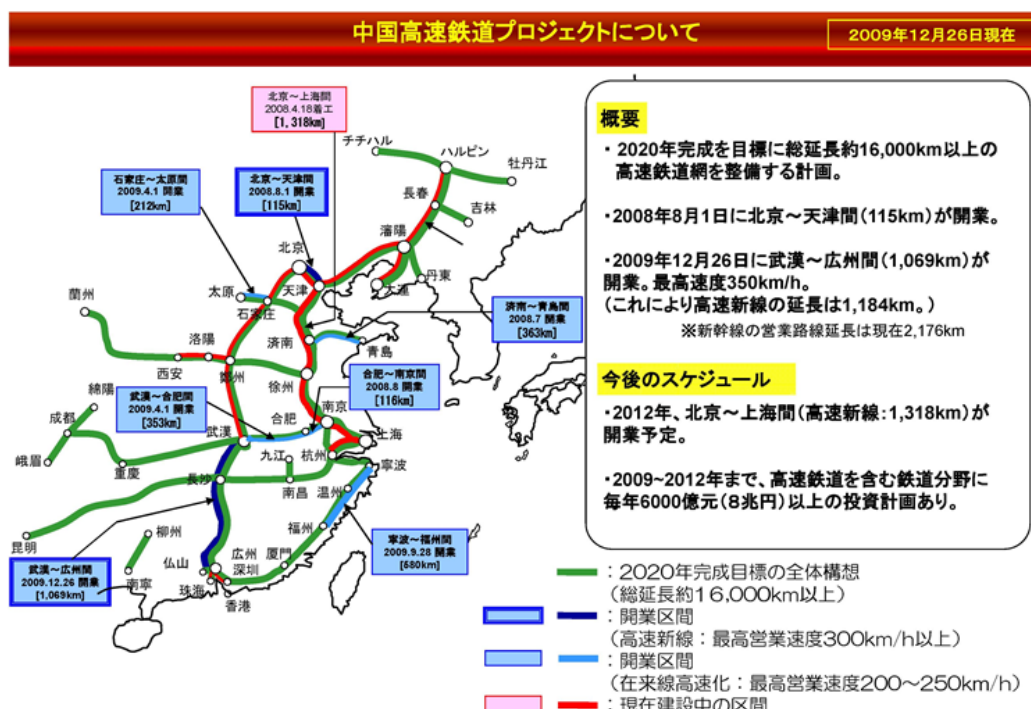 中国高速鉄道プロジェクトについて
2009年12月26日現在
北京～上海間
2008.4.18着工
[1,318km]
石家庄～太原間
2009.4.1 開業
[212km]
北京～天津間
2008.8.1 開業
[115km]
チチハル
ハルビン
牡丹江
長春
吉林
瀋陽
北京
丹東
太原
天津
大連
蘭州
石家庄
済南～青島間
2008.7 開業
[363km]
洛陽
済南
青島
西安
鄭州
徐州
合肥～南京間
2008.8 開業
[116km]
綿陽
武漢～合肥間
2009.4.1 開業
[353km]
合肥
南京
成都
武漢
上海
九江
杭州
峨眉
重慶
寧波
長沙
南昌
温州
昆明
柳州
福州
寧波～福州間
2009.9.28 開業
[680km]
武漢～広州間
2009.12.26 開業
[1,069km]
仏山
広州
厦門
深圳
南寧
珠海
香港
概要
・ 2020年完成を目標に総延長約16,000km以上の
高速鉄道網を整備する計画。
・2008年8月1日に北京～天津間（115km）が開業。
・2009年12月26日に武漢～広州間（1,069km）が
開業。最高速度350km/h。
（これにより高速新線の延長は1,184km。）
※新幹線の営業路線延長は現在2,176km
今後のスケジュール
・2012年、北京～上海間（高速新線：1,318km）が
開業予定。
・2009~2012年まで、高速鉄道を含む鉄道分野に
毎年6000億元（８兆円）以上の投資計画あり。
：2020年完成目標の全体構想
（総延長約16,000km以上）
：開業区間
（高速新線：最高営業速度300km/h以上）
：開業区間
（在来線高速化：最高営業速度200～250km/h）
：現在建設中の区間